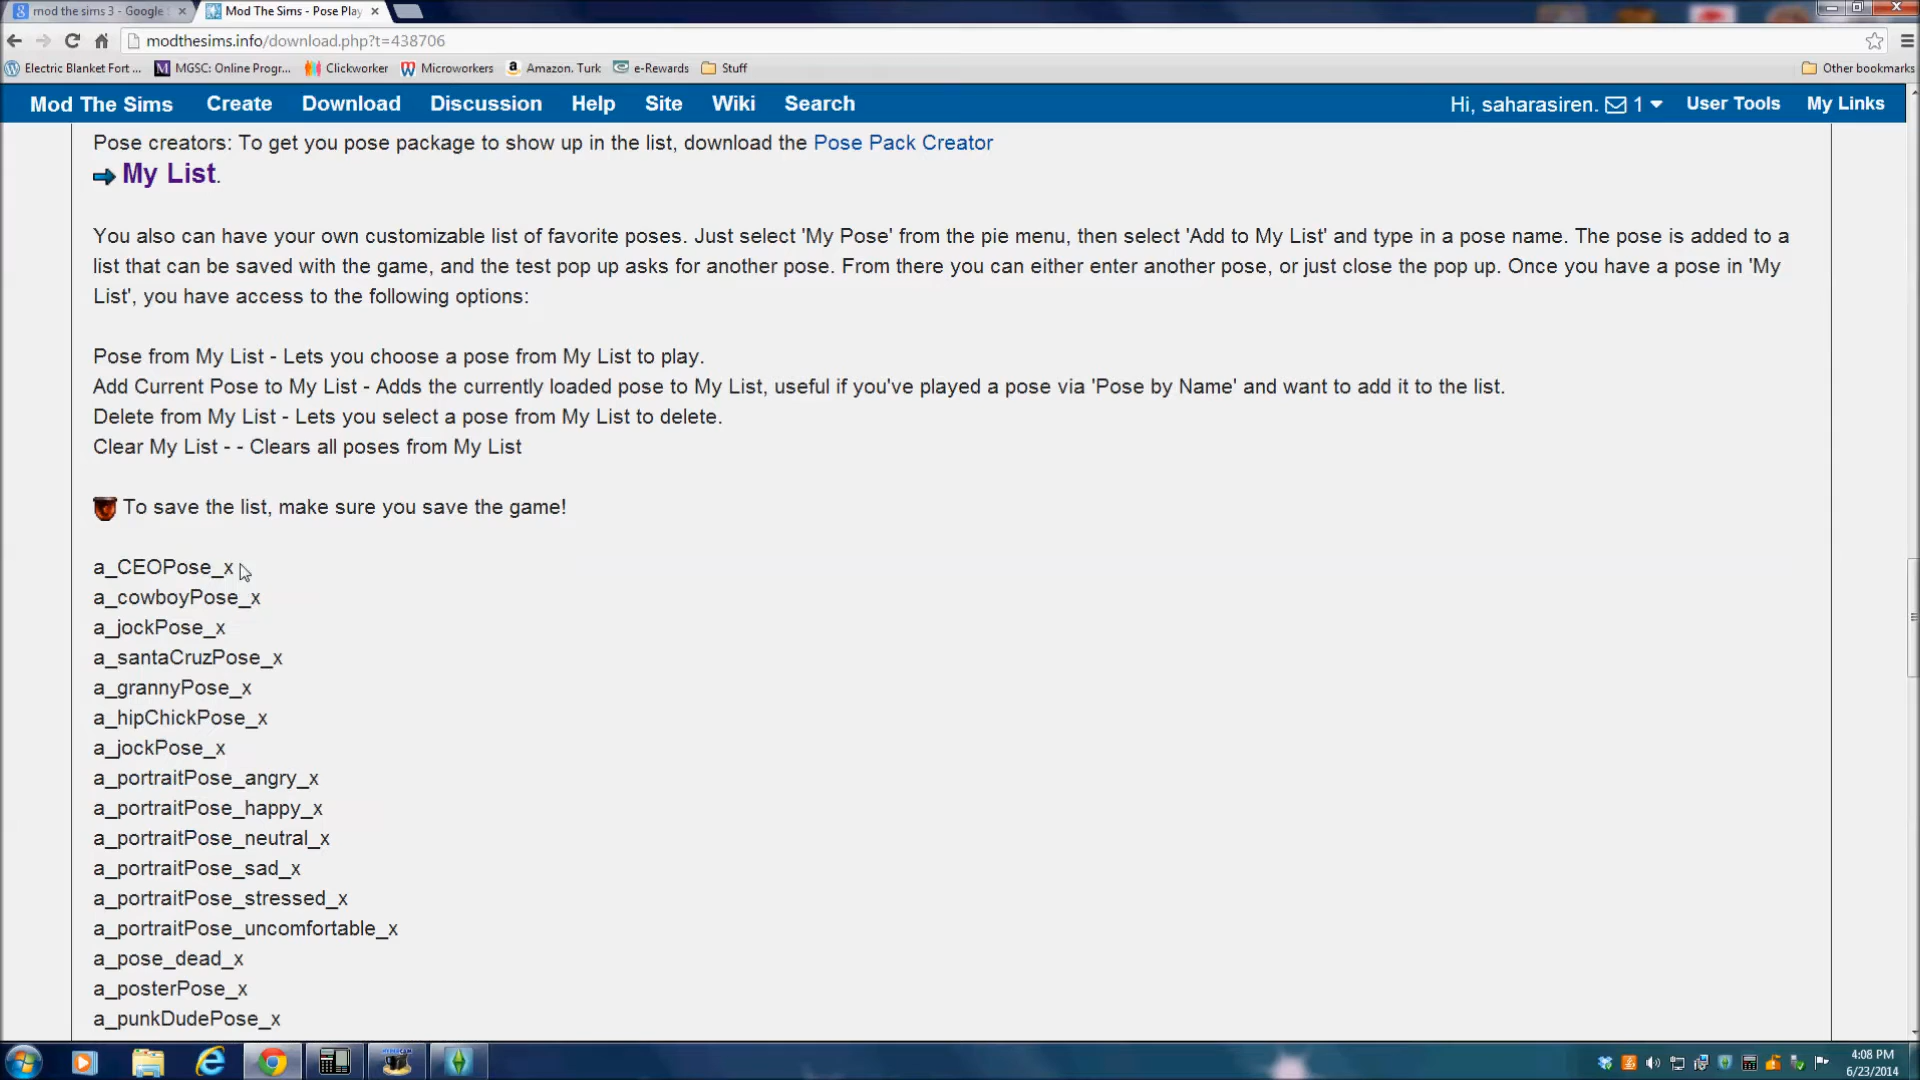 mod the sims 3 - Google
Mod The Sims - Pose Play
modthesims.info/download.php?t=438706
Electric Blanket Fort ... MGSC: Online Progr... Clickworker Microworkers Amazon. Turk e-Rewards Stuff Other bookmarks
Mod The Sims Create Download Discussion Help Site Wiki Search Hi, saharasiren. 1 User Tools My Links
Pose creators: To get you pose package to show up in the list, download the Pose Pack Creator
My List.
You also can have your own customizable list of favorite poses. Just select 'My Pose' from the pie menu, then select 'Add to My List' and type in a pose name. The pose is added to a
list that can be saved with the game, and the test pop up asks for another pose. From there you can either enter another pose, or just close the pop up. Once you have a pose in 'My
List', you have access to the following options:
Pose from My List - Lets you choose a pose from My List to play.
Add Current Pose to My List - Adds the currently loaded pose to My List, useful if you've played a pose via 'Pose by Name' and want to add it to the list.
Delete from My List - Lets you select a pose from My List to delete.
Clear My List - - Clears all poses from My List
To save the list, make sure you save the game!
a_CEOPose_x
a_cowboyPose_x
a_jockPose_x
a_santaCruzPose_x
a_grannyPose_x
a_hipChickPose_x
a_jockPose_x
a_portraitPose_angry_x
a_portraitPose_happy_x
a_portraitPose_neutral_x
a_portraitPose_sad_x
a_portraitPose_stressed_x
a_portraitPose_uncomfortable_x
a_pose_dead_x
a_posterPose_x
a_punkDudePose_x
4:08 PM
6/23/2014